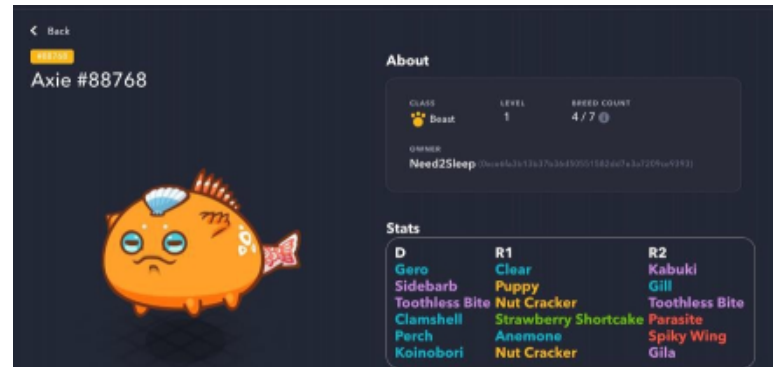 Back
#88768
Axie #88768
About
CLASS LEVEL BREED COUNT
Beast 1 4 / 7
OWNER
Need2Sleep
Stats
D R1 R2
Gero Clear Kabuki
Sidebarb Puppy Gill
Toothless Bite Nut Cracker Toothless Bite
Clamshell Strawberry Shortcake Parasite
Perch Anemone Spiky Wing
Koinobori Nut Cracker Gila